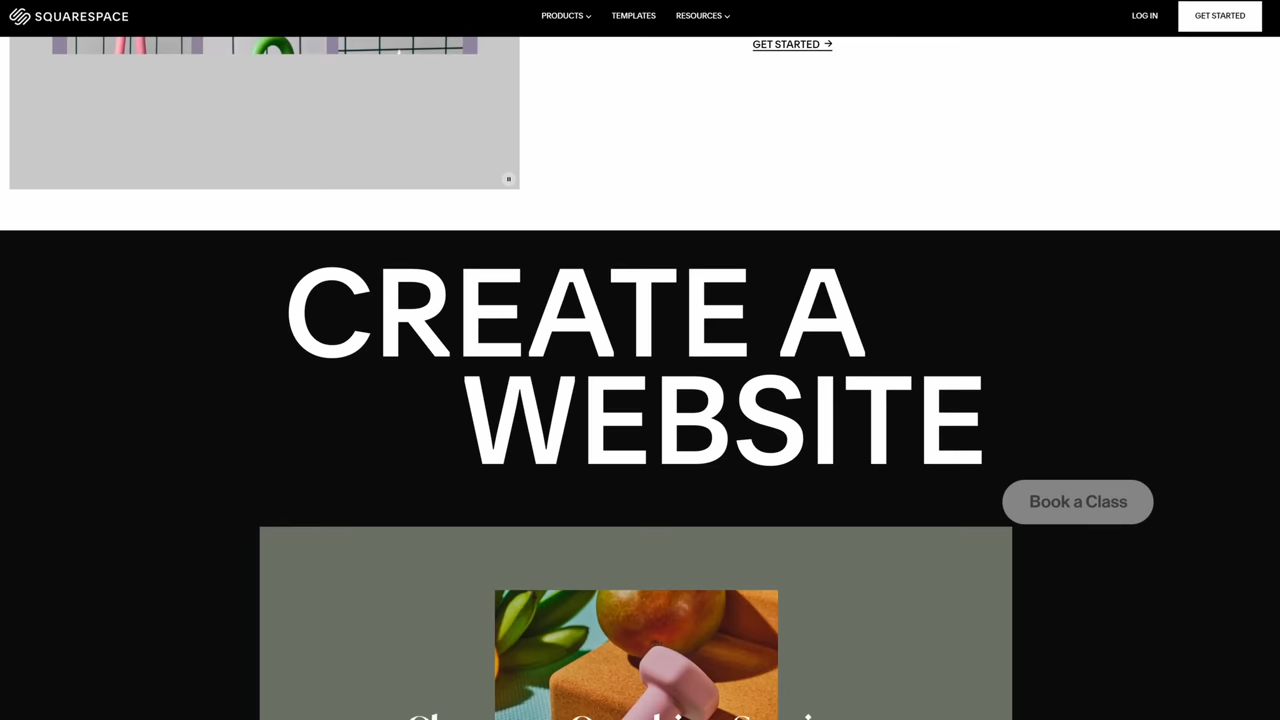 SQUARESPACE
PRODUCTS
TEMPLATES
RESOURCES
LOG IN
GET STARTED
GET STARTED →
CREATE A
WEBSITE
Book a Class